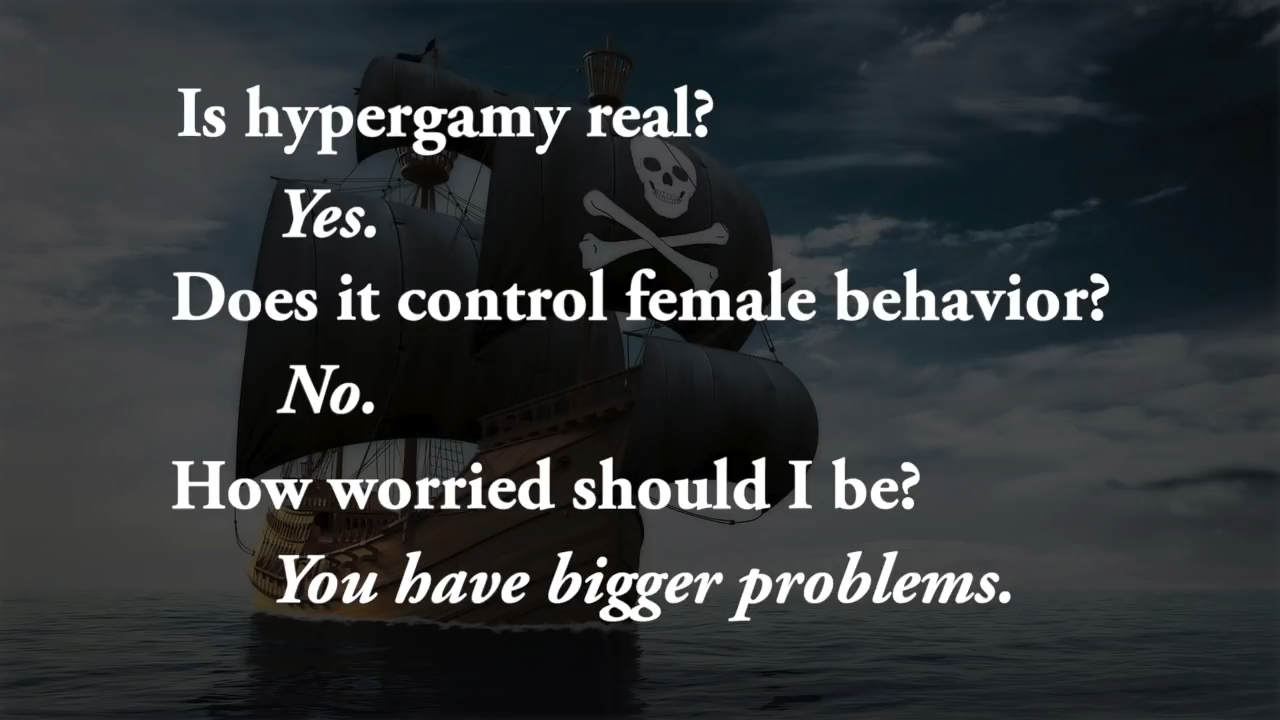 Is hypergamy real?
Yes.
Does it control female behavior?
No.
How worried should I be?
You have bigger problems.